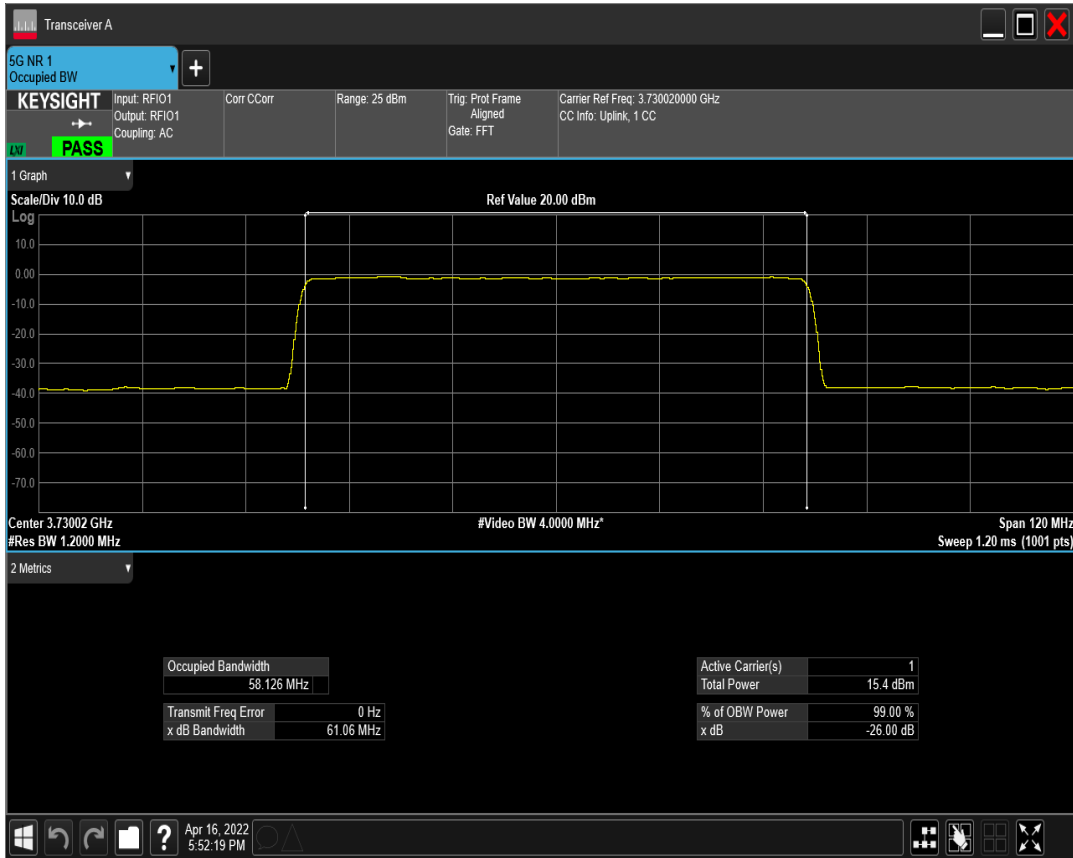 Transceiver A
5G NR 1
Occupied BW
KEYSIGHT
LXI
PASS
Input: RFIO1
Output: RFIO1
Coupling: AC
Corr CCorr
Range: 25 dBm
Trig: Prot Frame
Aligned
Gate: FFT
Carrier Ref Freq: 3.730020000 GHz
CC Info: Uplink, 1 CC
1 Graph
Scale/Div 10.0 dB
Ref Value 20.00 dBm
Log
10.0
0.00
-10.0
-20.0
-30.0
-40.0
-50.0
-60.0
-70.0
Center 3.73002 GHz
#Video BW 4.0000 MHz*
Span 120 MHz
#Res BW 1.2000 MHz
Sweep 1.20 ms (1001 pts)
2 Metrics
Occupied Bandwidth
58.126 MHz
Transmit Freq Error 0 Hz
x dB Bandwidth 61.06 MHz
Active Carrier(s) 1
Total Power 15.4 dBm
% of OBW Power 99.00 %
x dB -26.00 dB
?
Apr 16, 2022
5:52:19 PM